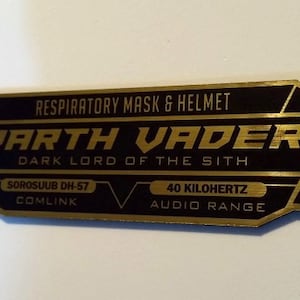 RESPIRATORY MASK & HELMET
DARTH VADER
DARK LORD OF THE SITH
SOROSUUB DH-57
40 KILOHERTZ
COMLINK
AUDIO RANGE